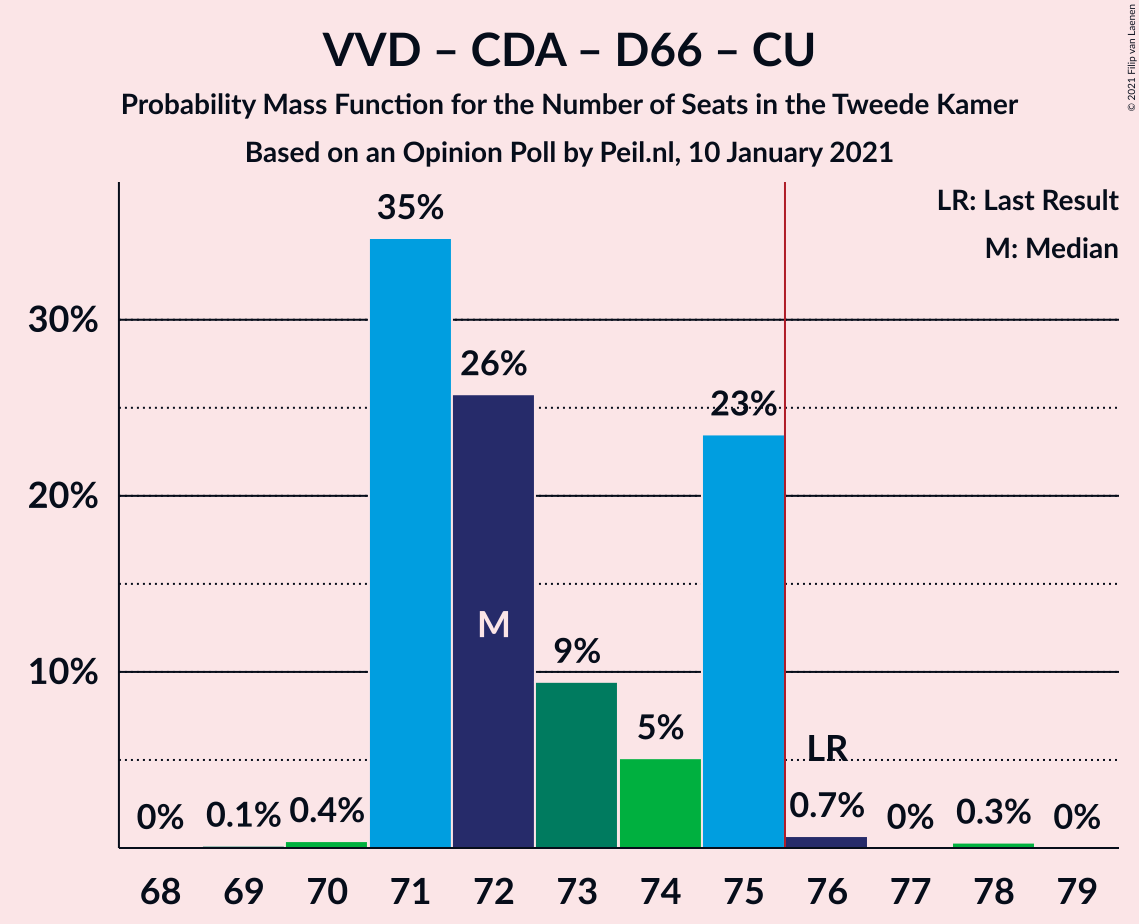 VVD – CDA – D66 – CU
Probability Mass Function for the Number of Seats in the Tweede Kamer
Based on an Opinion Poll by Peil.nl, 10 January 2021
© 2021 Filip van Laenen
LR: Last Result
M: Median
35%
30%
26%
23%
20%
M
9%
10%
5%
LR
0% 0.1% 0.4% 0.7% 0% 0.3% 0%
68 69 70 71 72 73 74 75 76 77 78 79